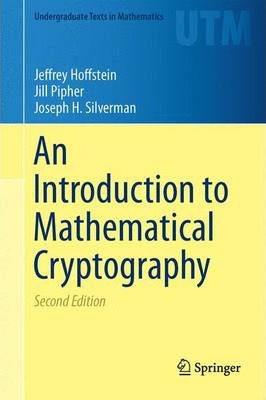 Undergraduate Texts in Mathematics
UTM
Jeffrey Hoffstein
Jill Pipher
Joseph H. Silverman
An
Introduction to
Mathematical
Cryptography
Second Edition
Springer